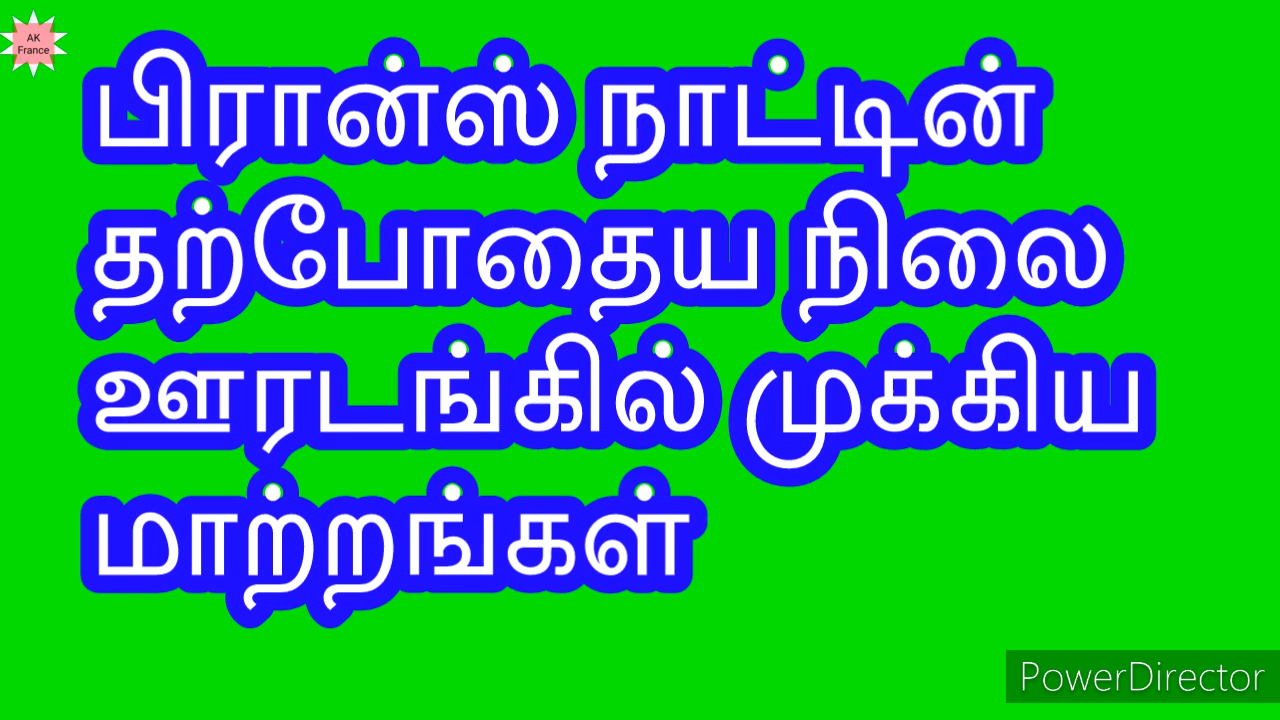 AK
France
பிரான்ஸ் நாட்டின்
தற்போதைய நிலை
ஊரடங்கில் முக்கிய
மாற்றங்கள்
PowerDirector